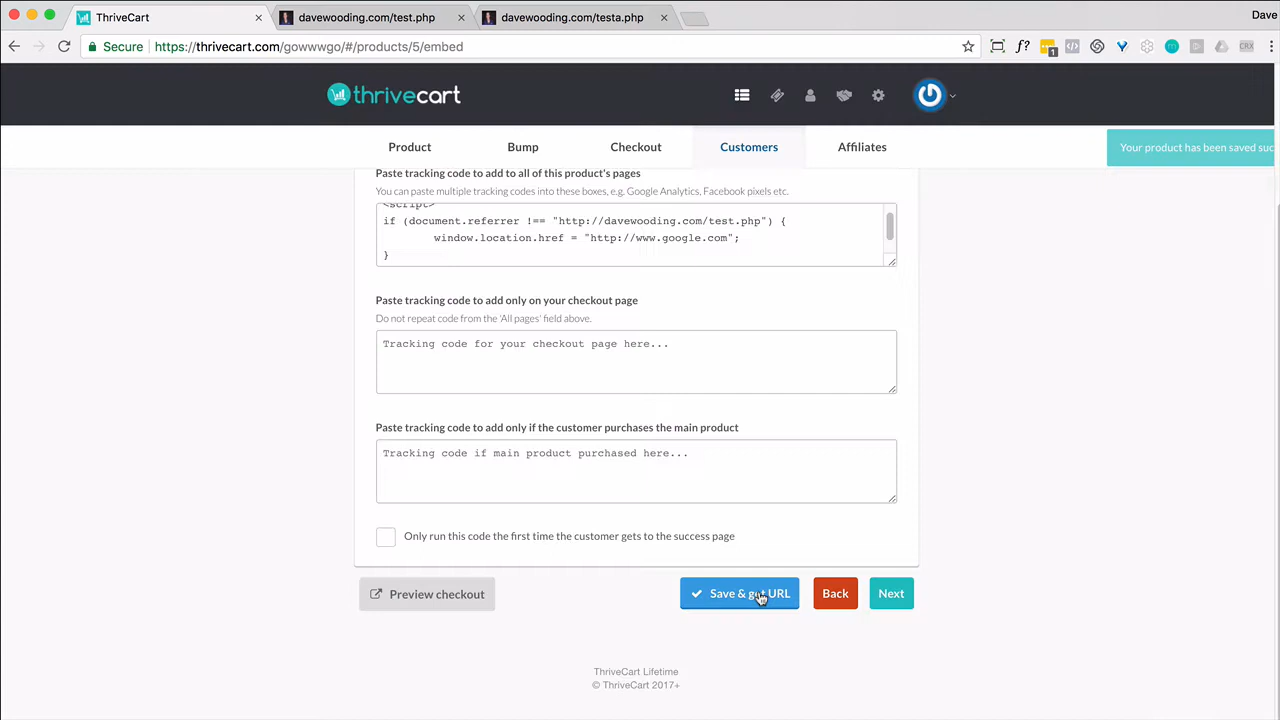 ThriveCart
davewooding.com/test.php
davewooding.com/testa.php
Dave
Secure
https://thrivecart.com/gowwwgo/#/products/5/embed
f?
1
m
CRX
thrivecart
Product
Bump
Checkout
Customers
Affiliates
Your product has been saved suc
Paste tracking code to add to all of this product's pages
You can paste multiple tracking codes into these boxes, e.g. Google Analytics, Facebook pixels etc.
<script>
if (document.referrer !== "http://davewooding.com/test.php") {
window.location.href = "http://www.google.com";
}
Paste tracking code to add only on your checkout page
Do not repeat code from the 'All pages' field above.
Tracking code for your checkout page here...
Paste tracking code to add only if the customer purchases the main product
Tracking code if main product purchased here...
Only run this code the first time the customer gets to the success page
Preview checkout
Save & get URL
Back
Next
ThriveCart Lifetime
© ThriveCart 2017+